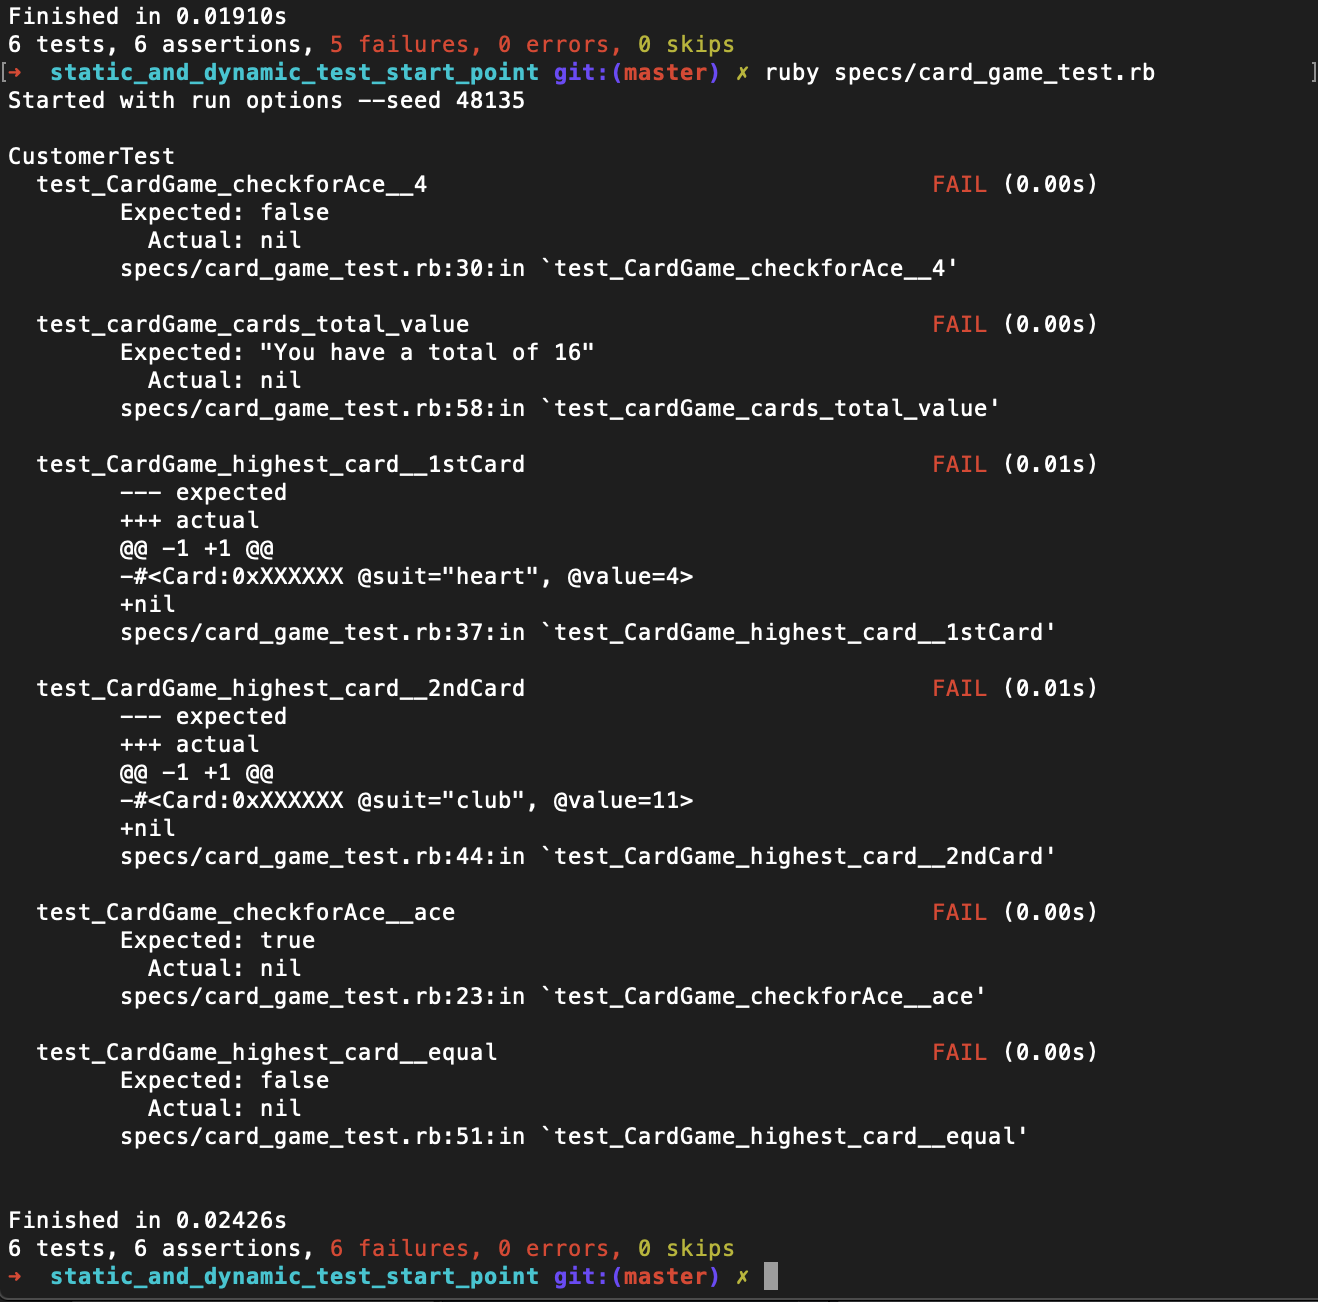 Finished in 0.01910s
6 tests, 6 assertions, 5 failures, 0 errors, 0 skips
[➜  static_and_dynamic_test_start_point git:(master) ✗ ruby specs/card_game_test.rb ]
Started with run options --seed 48135

CustomerTest
  test_CardGame_checkforAce__4                                    FAIL (0.00s)
        Expected: false
          Actual: nil
        specs/card_game_test.rb:30:in `test_CardGame_checkforAce__4'

  test_cardGame_cards_total_value                                 FAIL (0.00s)
        Expected: "You have a total of 16"
          Actual: nil
        specs/card_game_test.rb:58:in `test_cardGame_cards_total_value'

  test_CardGame_highest_card__1stCard                             FAIL (0.01s)
        --- expected
        +++ actual
        @@ -1 +1 @@
        -#<Card:0xXXXXXX @suit="heart", @value=4>
        +nil
        specs/card_game_test.rb:37:in `test_CardGame_highest_card__1stCard'

  test_CardGame_highest_card__2ndCard                             FAIL (0.01s)
        --- expected
        +++ actual
        @@ -1 +1 @@
        -#<Card:0xXXXXXX @suit="club", @value=11>
        +nil
        specs/card_game_test.rb:44:in `test_CardGame_highest_card__2ndCard'

  test_CardGame_checkforAce__ace                                  FAIL (0.00s)
        Expected: true
          Actual: nil
        specs/card_game_test.rb:23:in `test_CardGame_checkforAce__ace'

  test_CardGame_highest_card__equal                               FAIL (0.00s)
        Expected: false
          Actual: nil
        specs/card_game_test.rb:51:in `test_CardGame_highest_card__equal'


Finished in 0.02426s
6 tests, 6 assertions, 6 failures, 0 errors, 0 skips
➜  static_and_dynamic_test_start_point git:(master) ✗